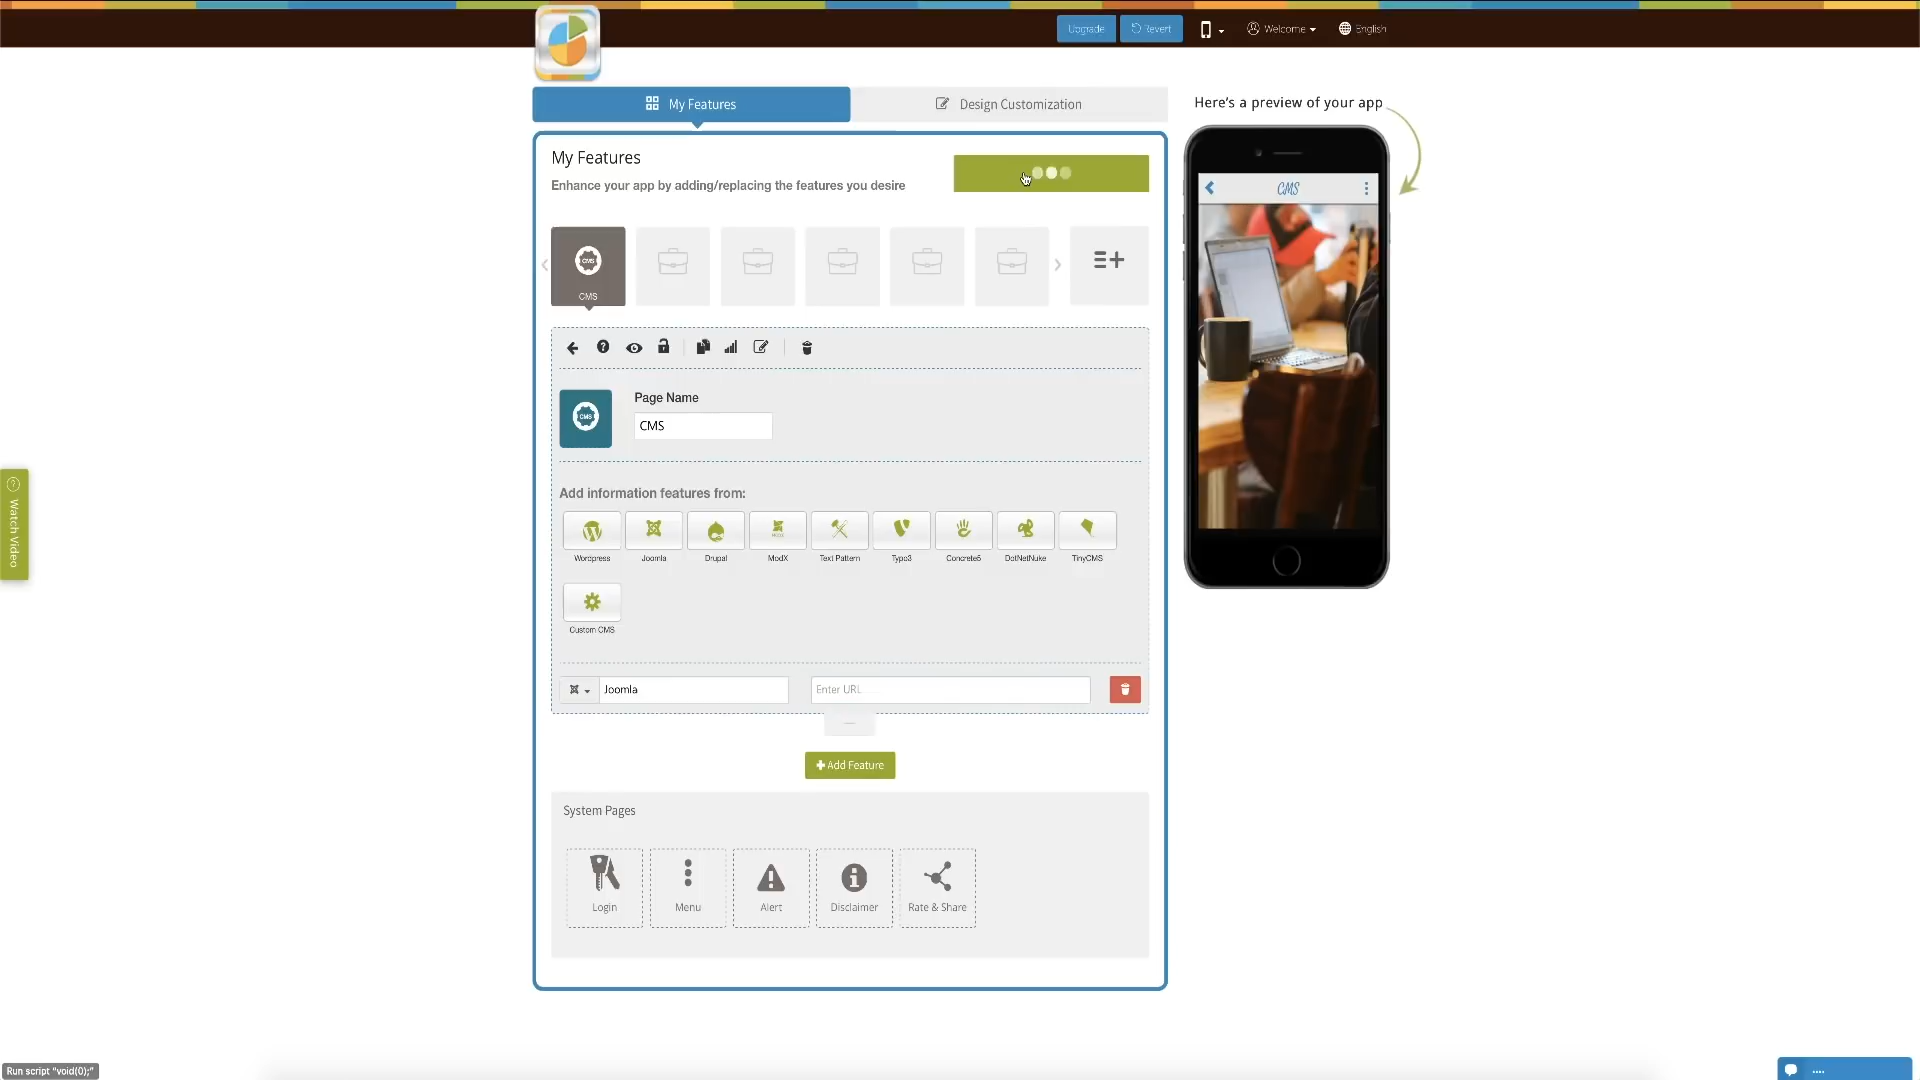 Upgrade
Revert
Welcome
English
My Features
Design Customization
Here's a preview of your app
My Features
Enhance your app by adding/replacing the features you desire
CMS
CMS
CMS
CMS
Page Name
CMS
Add information features from:
Wordpress
Joomla
Drupal
ModX
Text Pattern
Typo3
Concrete5
DotNetNuke
TinyCMS
Custom CMS
Joomla
Enter URL......
+Add Feature
System Pages
Login
Menu
Alert
Disclaimer
Rate & Share
Watch Video
Run script "void(0);"
....